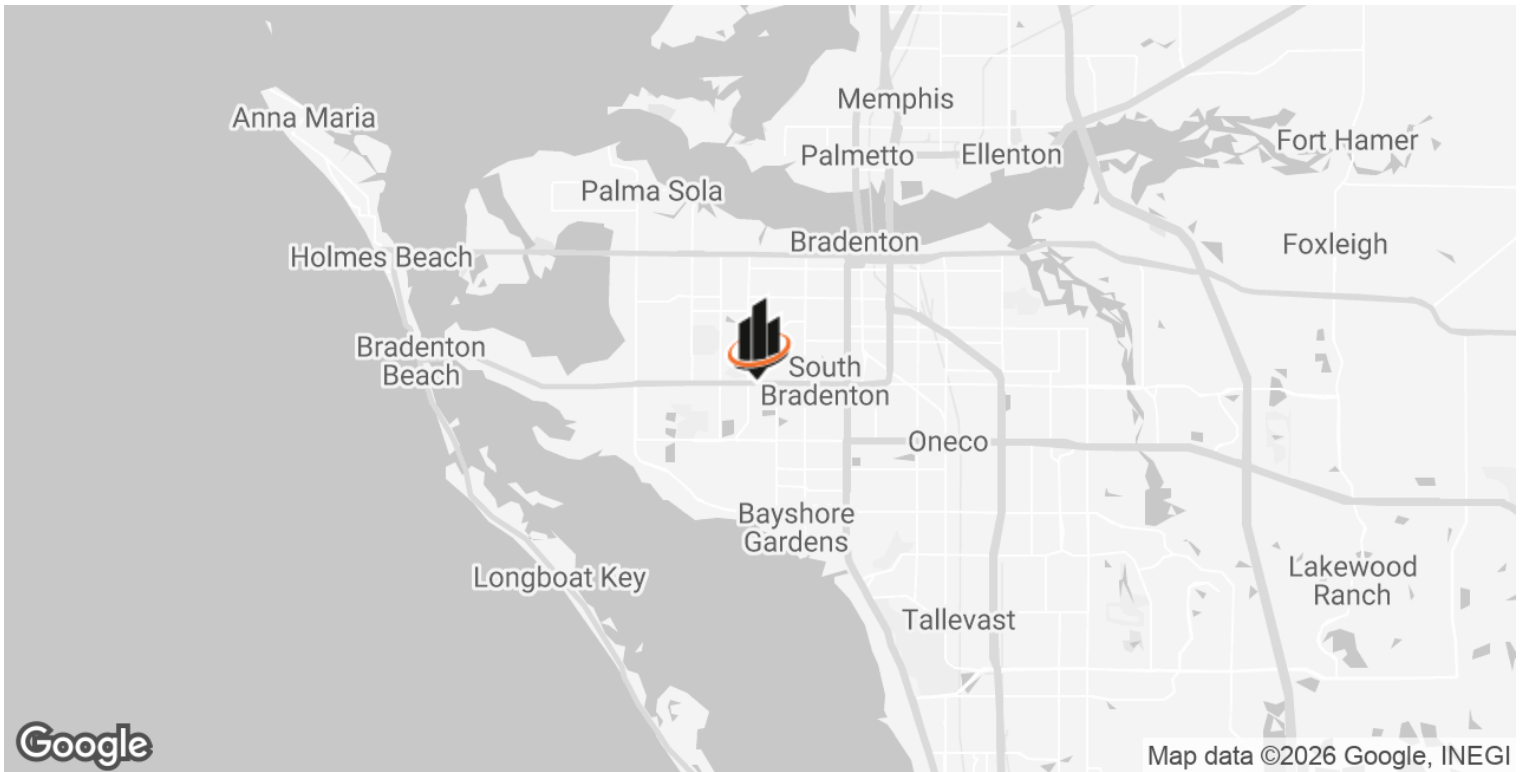 Memphis
Anna Maria
Fort Hamer
Palmetto
Ellenton
Palma Sola
Bradenton
Foxleigh
Holmes Beach
Bradenton
Beach
South
Bradenton
Oneco
Bayshore
Gardens
Longboat Key
Lakewood
Ranch
Tallevast
Google
Map data ©2026 Google, INEGI